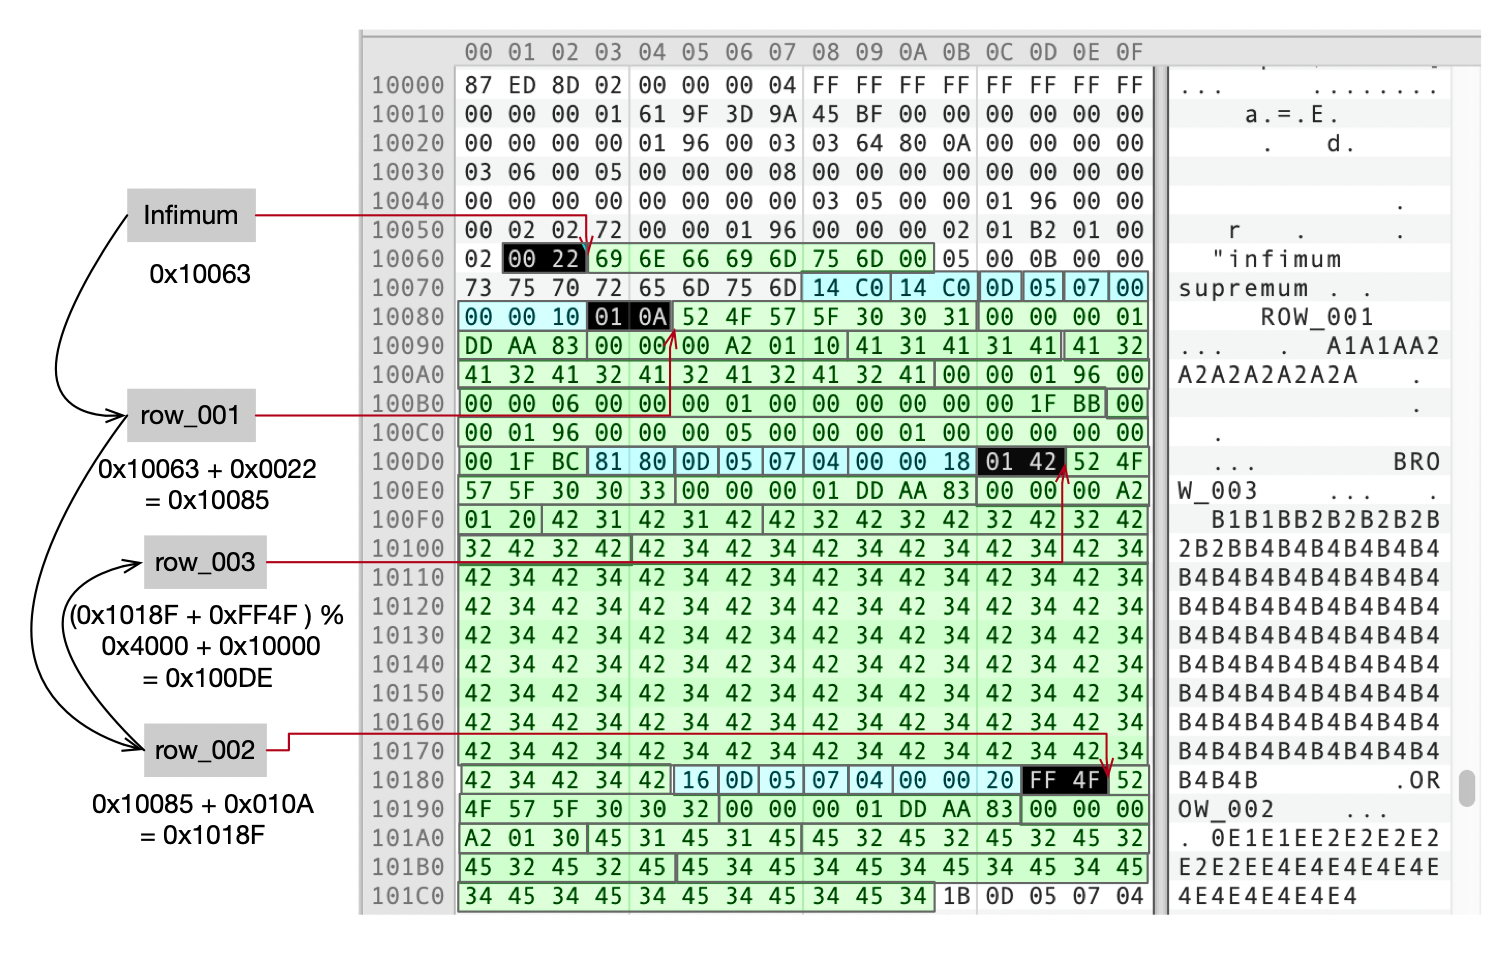 00 01 02 03 04 05 06 07 08 09 0A 0B 0C 0D 0E 0F
10000 87 ED 8D 02 00 00 00 04 FF FF FF FF FF FF FF FF ... ........
10010 00 00 00 01 61 9F 3D 9A 45 BF 00 00 00 00 00 00 a.=.E.
10020 00 00 00 00 01 96 00 03 03 64 80 0A 00 00 00 00 . d.
10030 03 06 00 05 00 00 00 08 00 00 00 00 00 00 00 00
10040 00 00 00 00 00 00 00 00 03 05 00 00 01 96 00 00 .
10050 00 02 02 72 00 00 01 96 00 00 00 02 01 B2 01 00 r . .
10060 02 00 22 69 6E 66 69 6D 75 6D 00 05 00 0B 00 00 "infimum
10070 73 75 70 72 65 6D 75 6D 14 C0 14 C0 0D 05 07 00 supremum . .
10080 00 00 10 01 0A 52 4F 57 5F 30 30 31 00 00 00 01 ROW_001
10090 DD AA 83 00 00 00 A2 01 10 41 31 41 31 41 41 32 ... . A1A1AA2
100A0 41 32 41 32 41 32 41 32 41 32 41 00 00 01 96 00 A2A2A2A2A2A .
100B0 00 00 06 00 00 00 01 00 00 00 00 00 00 1F BB 00 .
100C0 00 01 96 00 00 00 05 00 00 00 01 00 00 00 00 00 .
100D0 00 1F BC 81 80 0D 05 07 04 00 00 18 01 42 52 4F ... BRO
100E0 57 5F 30 30 33 00 00 00 01 DD AA 83 00 00 00 A2 W_003 ... .
100F0 01 20 42 31 42 31 42 42 32 42 32 42 32 42 32 42 B1B1BB2B2B2B2B
10100 32 42 32 42 42 34 42 34 42 34 42 34 42 34 42 34 2B2BB4B4B4B4B4B4
10110 42 34 42 34 42 34 42 34 42 34 42 34 42 34 42 34 B4B4B4B4B4B4B4B4
10120 42 34 42 34 42 34 42 34 42 34 42 34 42 34 42 34 B4B4B4B4B4B4B4B4
10130 42 34 42 34 42 34 42 34 42 34 42 34 42 34 42 34 B4B4B4B4B4B4B4B4
10140 42 34 42 34 42 34 42 34 42 34 42 34 42 34 42 34 B4B4B4B4B4B4B4B4
10150 42 34 42 34 42 34 42 34 42 34 42 34 42 34 42 34 B4B4B4B4B4B4B4B4
10160 42 34 42 34 42 34 42 34 42 34 42 34 42 34 42 34 B4B4B4B4B4B4B4B4
10170 42 34 42 34 42 34 42 34 42 34 42 34 42 34 42 34 B4B4B4B4B4B4B4B4
10180 42 34 42 34 42 16 0D 05 07 04 00 00 20 FF 4F 52 B4B4B .OR
10190 4F 57 5F 30 30 32 00 00 00 01 DD AA 83 00 00 00 OW_002 ...
101A0 A2 01 30 45 31 45 31 45 45 32 45 32 45 32 45 32 . 0E1E1EE2E2E2E2
101B0 45 32 45 32 45 45 34 45 34 45 34 45 34 45 34 45 E2E2EE4E4E4E4E4E
101C0 34 45 34 45 34 45 34 45 34 45 34 1B 0D 05 07 04 4E4E4E4E4E4
Infimum
0x10063
row_001
0x10063 + 0x0022
= 0x10085
row_003
(0x1018F + 0xFF4F ) %
0x4000 + 0x10000
= 0x100DE
row_002
0x10085 + 0x010A
= 0x1018F